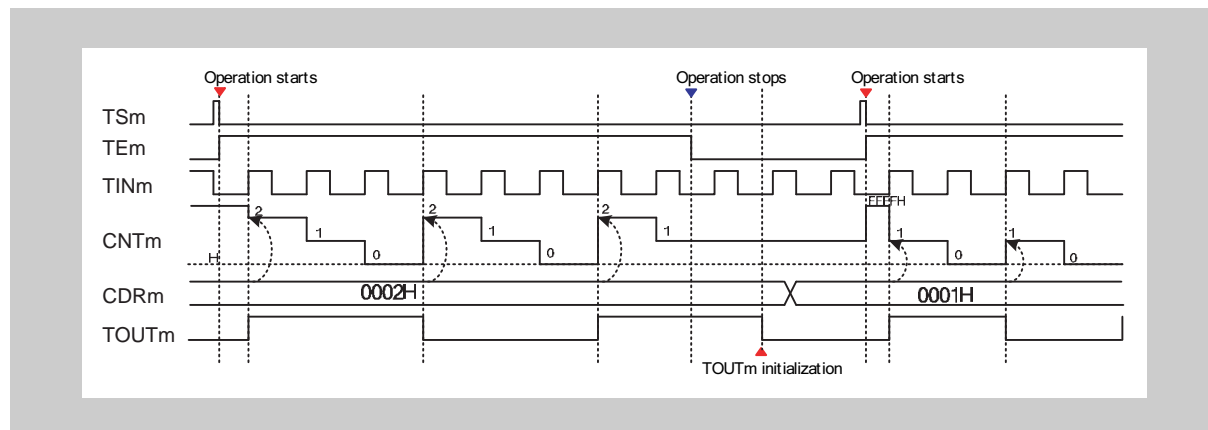 Operation starts Operation stops Operation starts
TSm
TEm
TINm
FFFFH
CNTm
2 1 0 2 1 0 2 1 1 0 1 0
H
CDRm 0002H 0001H
TOUTm
TOUTm initialization